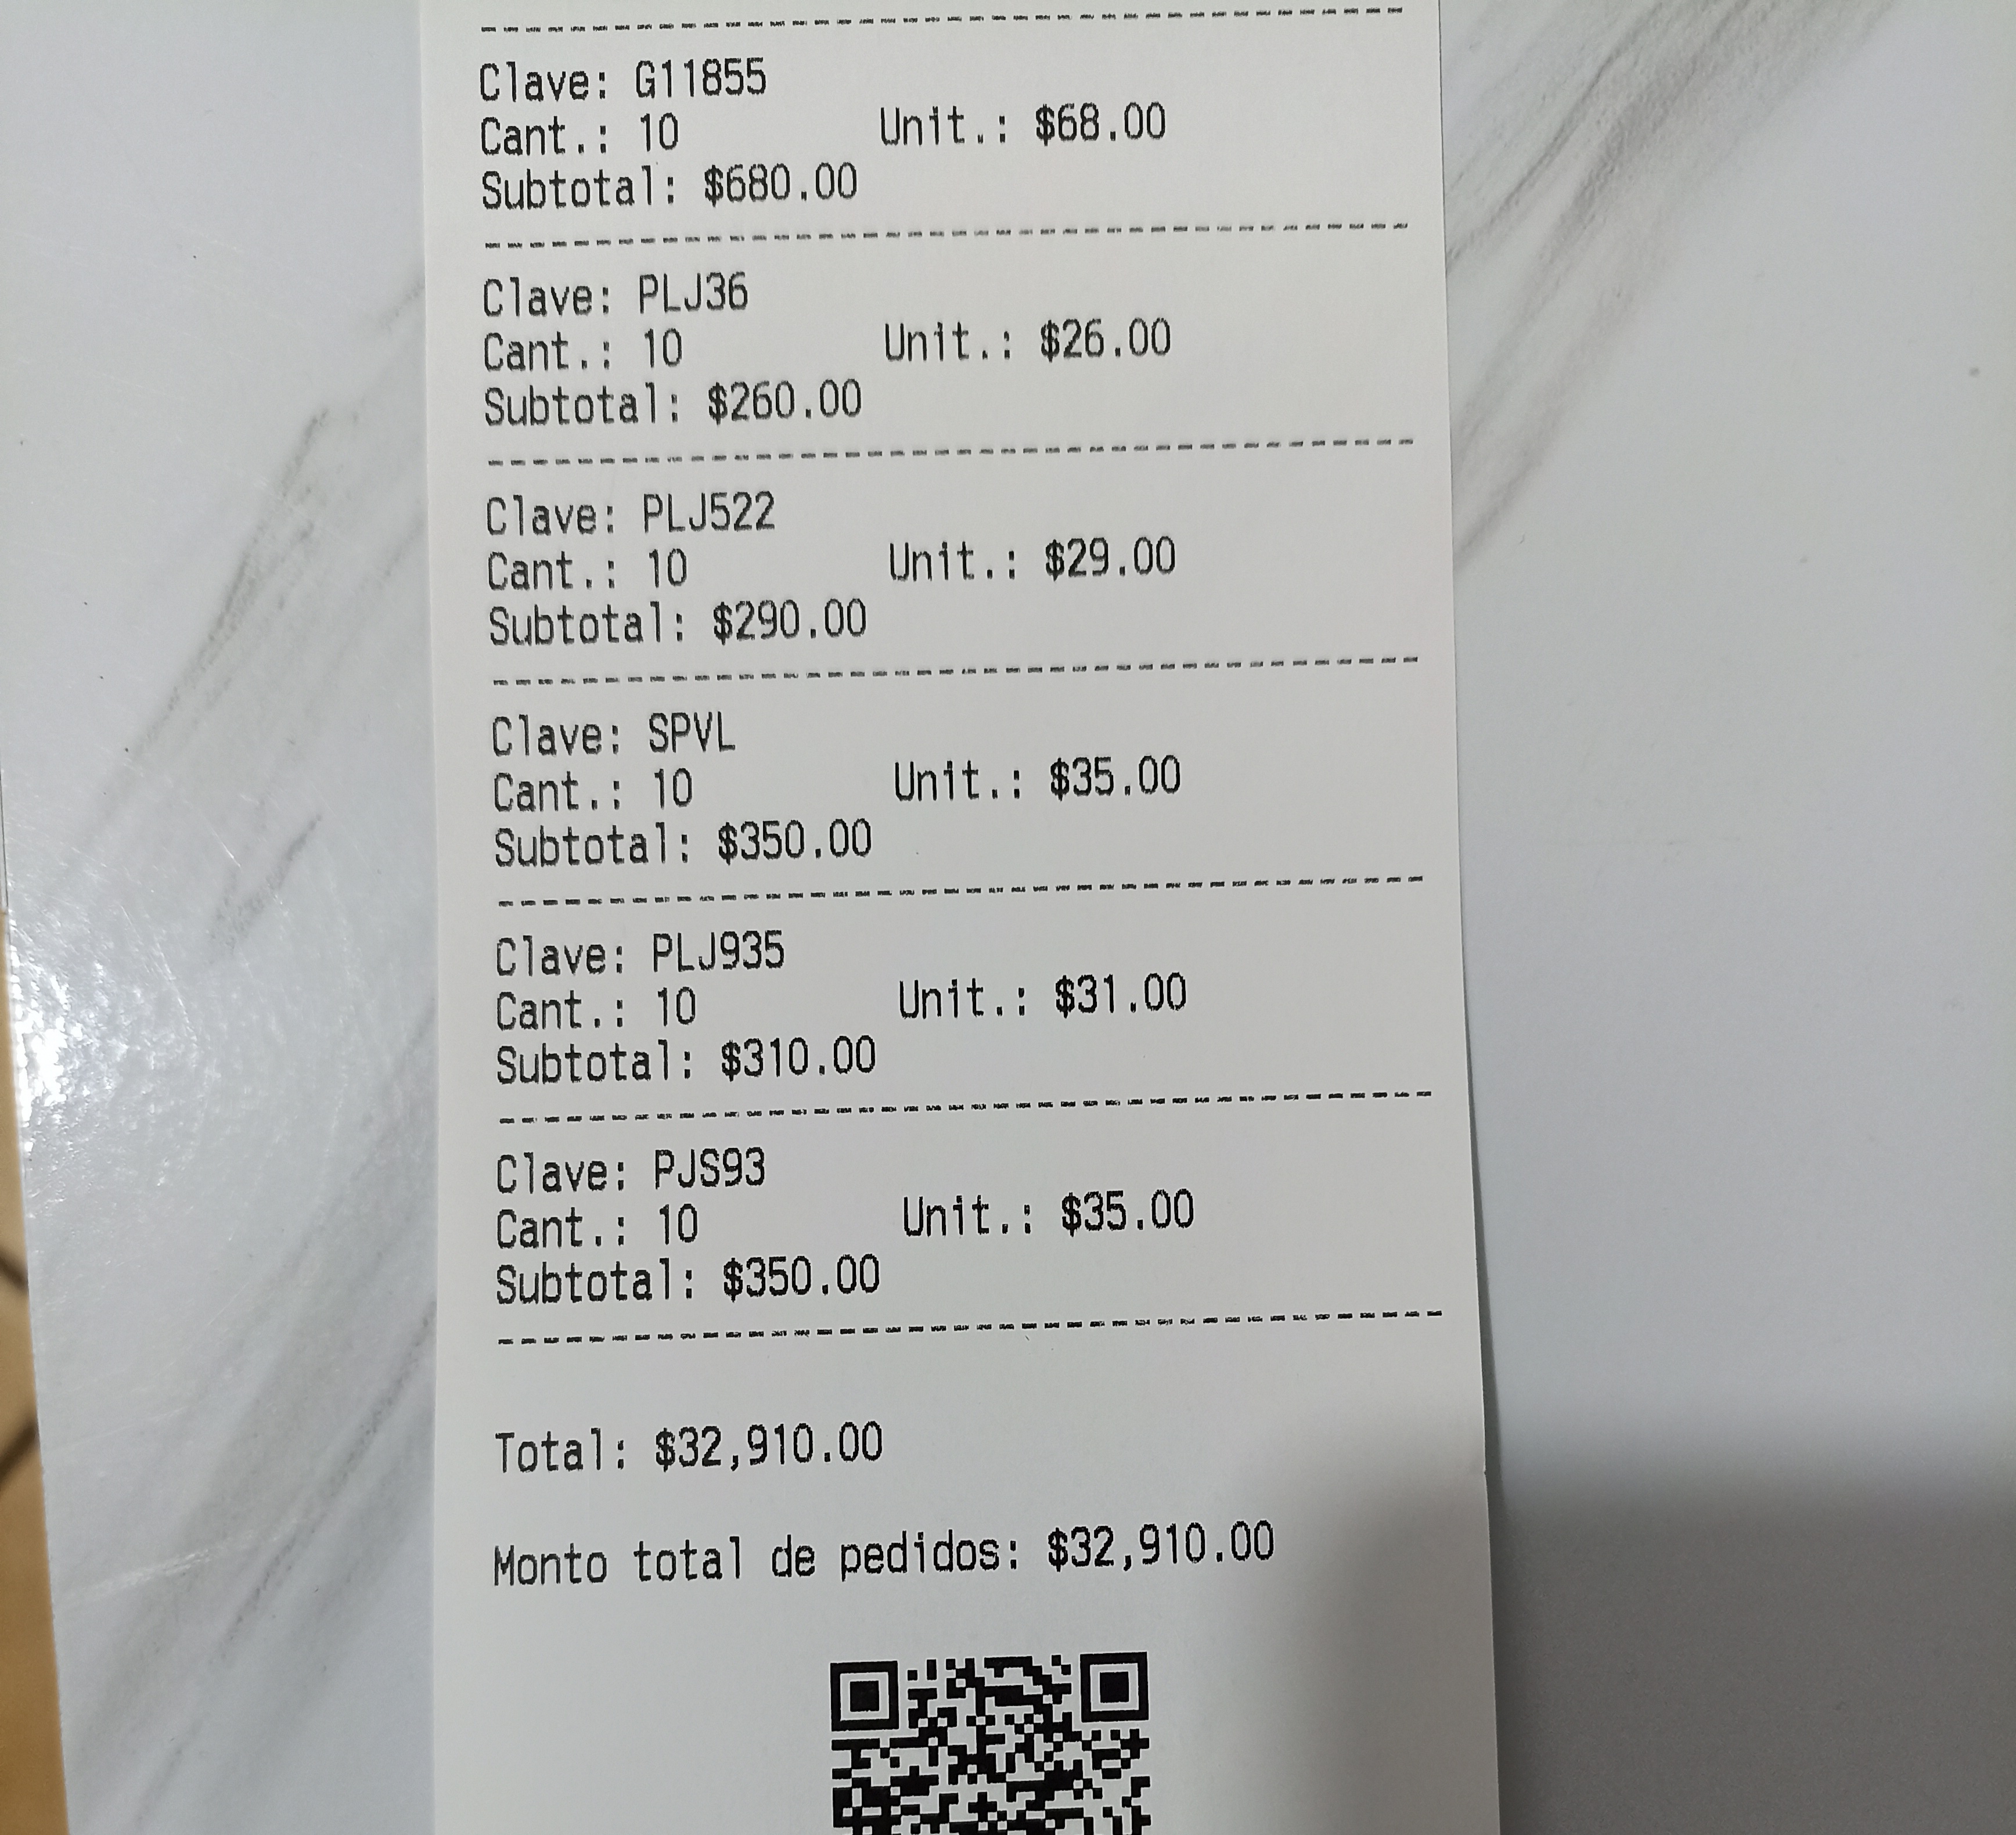 Clave: G11855
Cant.: 10 Unit.: $68.00
Subtotal: $680.00
Clave: PLJ36
Cant.: 10 Unit.: $26.00
Subtotal: $260.00
Clave: PLJ522
Cant.: 10 Unit.: $29.00
Subtotal: $290.00
Clave: SPVL
Cant.: 10 Unit.: $35.00
Subtotal: $350.00
Clave: PLJ935
Cant.: 10 Unit.: $31.00
Subtotal: $310.00
Clave: PJS93
Cant.: 10 Unit.: $35.00
Subtotal: $350.00
Total: $32,910.00
Monto total de pedidos: $32,910.00